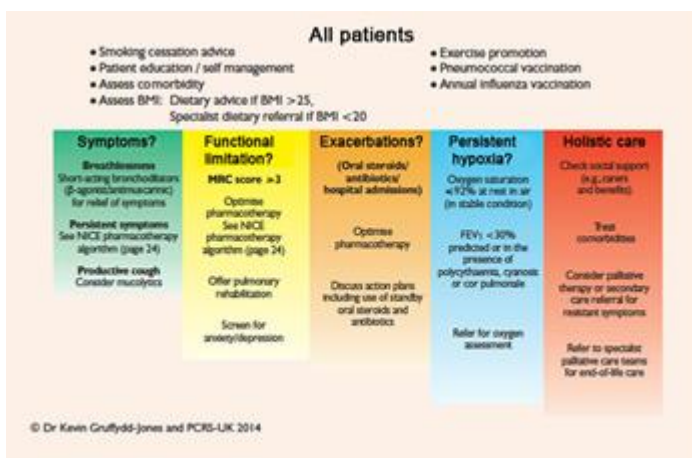 All patients
• Smoking cessation advice
• Patient education / self management
• Assess comorbidity
• Assess BMI: Dietary advice if BMI >25,
Specialist dietary referral if BMI <20
• Exercise promotion
• Pneumococcal vaccination
• Annual influenza vaccination
Symptoms?
Breathlessness
Short-acting bronchodilators
(β-agonist/antimuscarinic)
for relief of symptoms
Persistent symptoms
See NICE pharmacotherapy
algorithm (page 24)
Productive cough
Consider mucolytics
Functional
limitation?
MRC score ≥3
Optimise
pharmacotherapy
See NICE
pharmacotherapy
algorithm (page 24)
Offer pulmonary
rehabilitation
Screen for
anxiety/depression
Exacerbations?
(Oral steroids/
antibiotics/
hospital admissions)
Optimise
pharmacotherapy
Discuss action plans
including use of standby
oral steroids and
antibiotics
Persistent
hypoxia?
Oxygen saturation
≤92% at rest in air
(in stable condition)
FEV₁ <30%
predicted or in the
presence of
polycythaemia, cyanosis
or cor pulmonale
Refer for oxygen
assessment
Holistic care
Check social support
(e.g., carers
and benefits)
Treat
comorbidities
Consider palliative
therapy or secondary
care referral for
resistant symptoms
Refer to specialist
palliative care teams
for end-of-life care
© Dr Kevin Gruffydd-Jones and PCRS-UK 2014